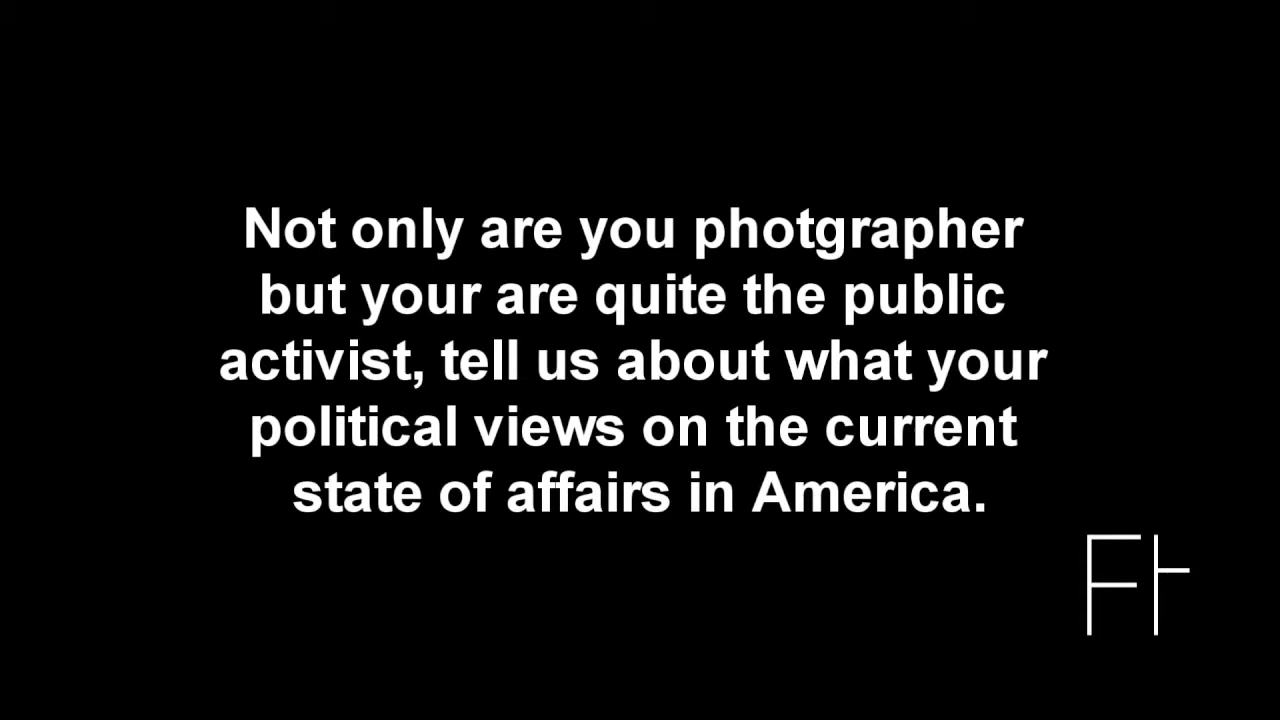 Not only are you photgrapher
but your are quite the public
activist, tell us about what your
political views on the current
state of affairs in America.
Ft